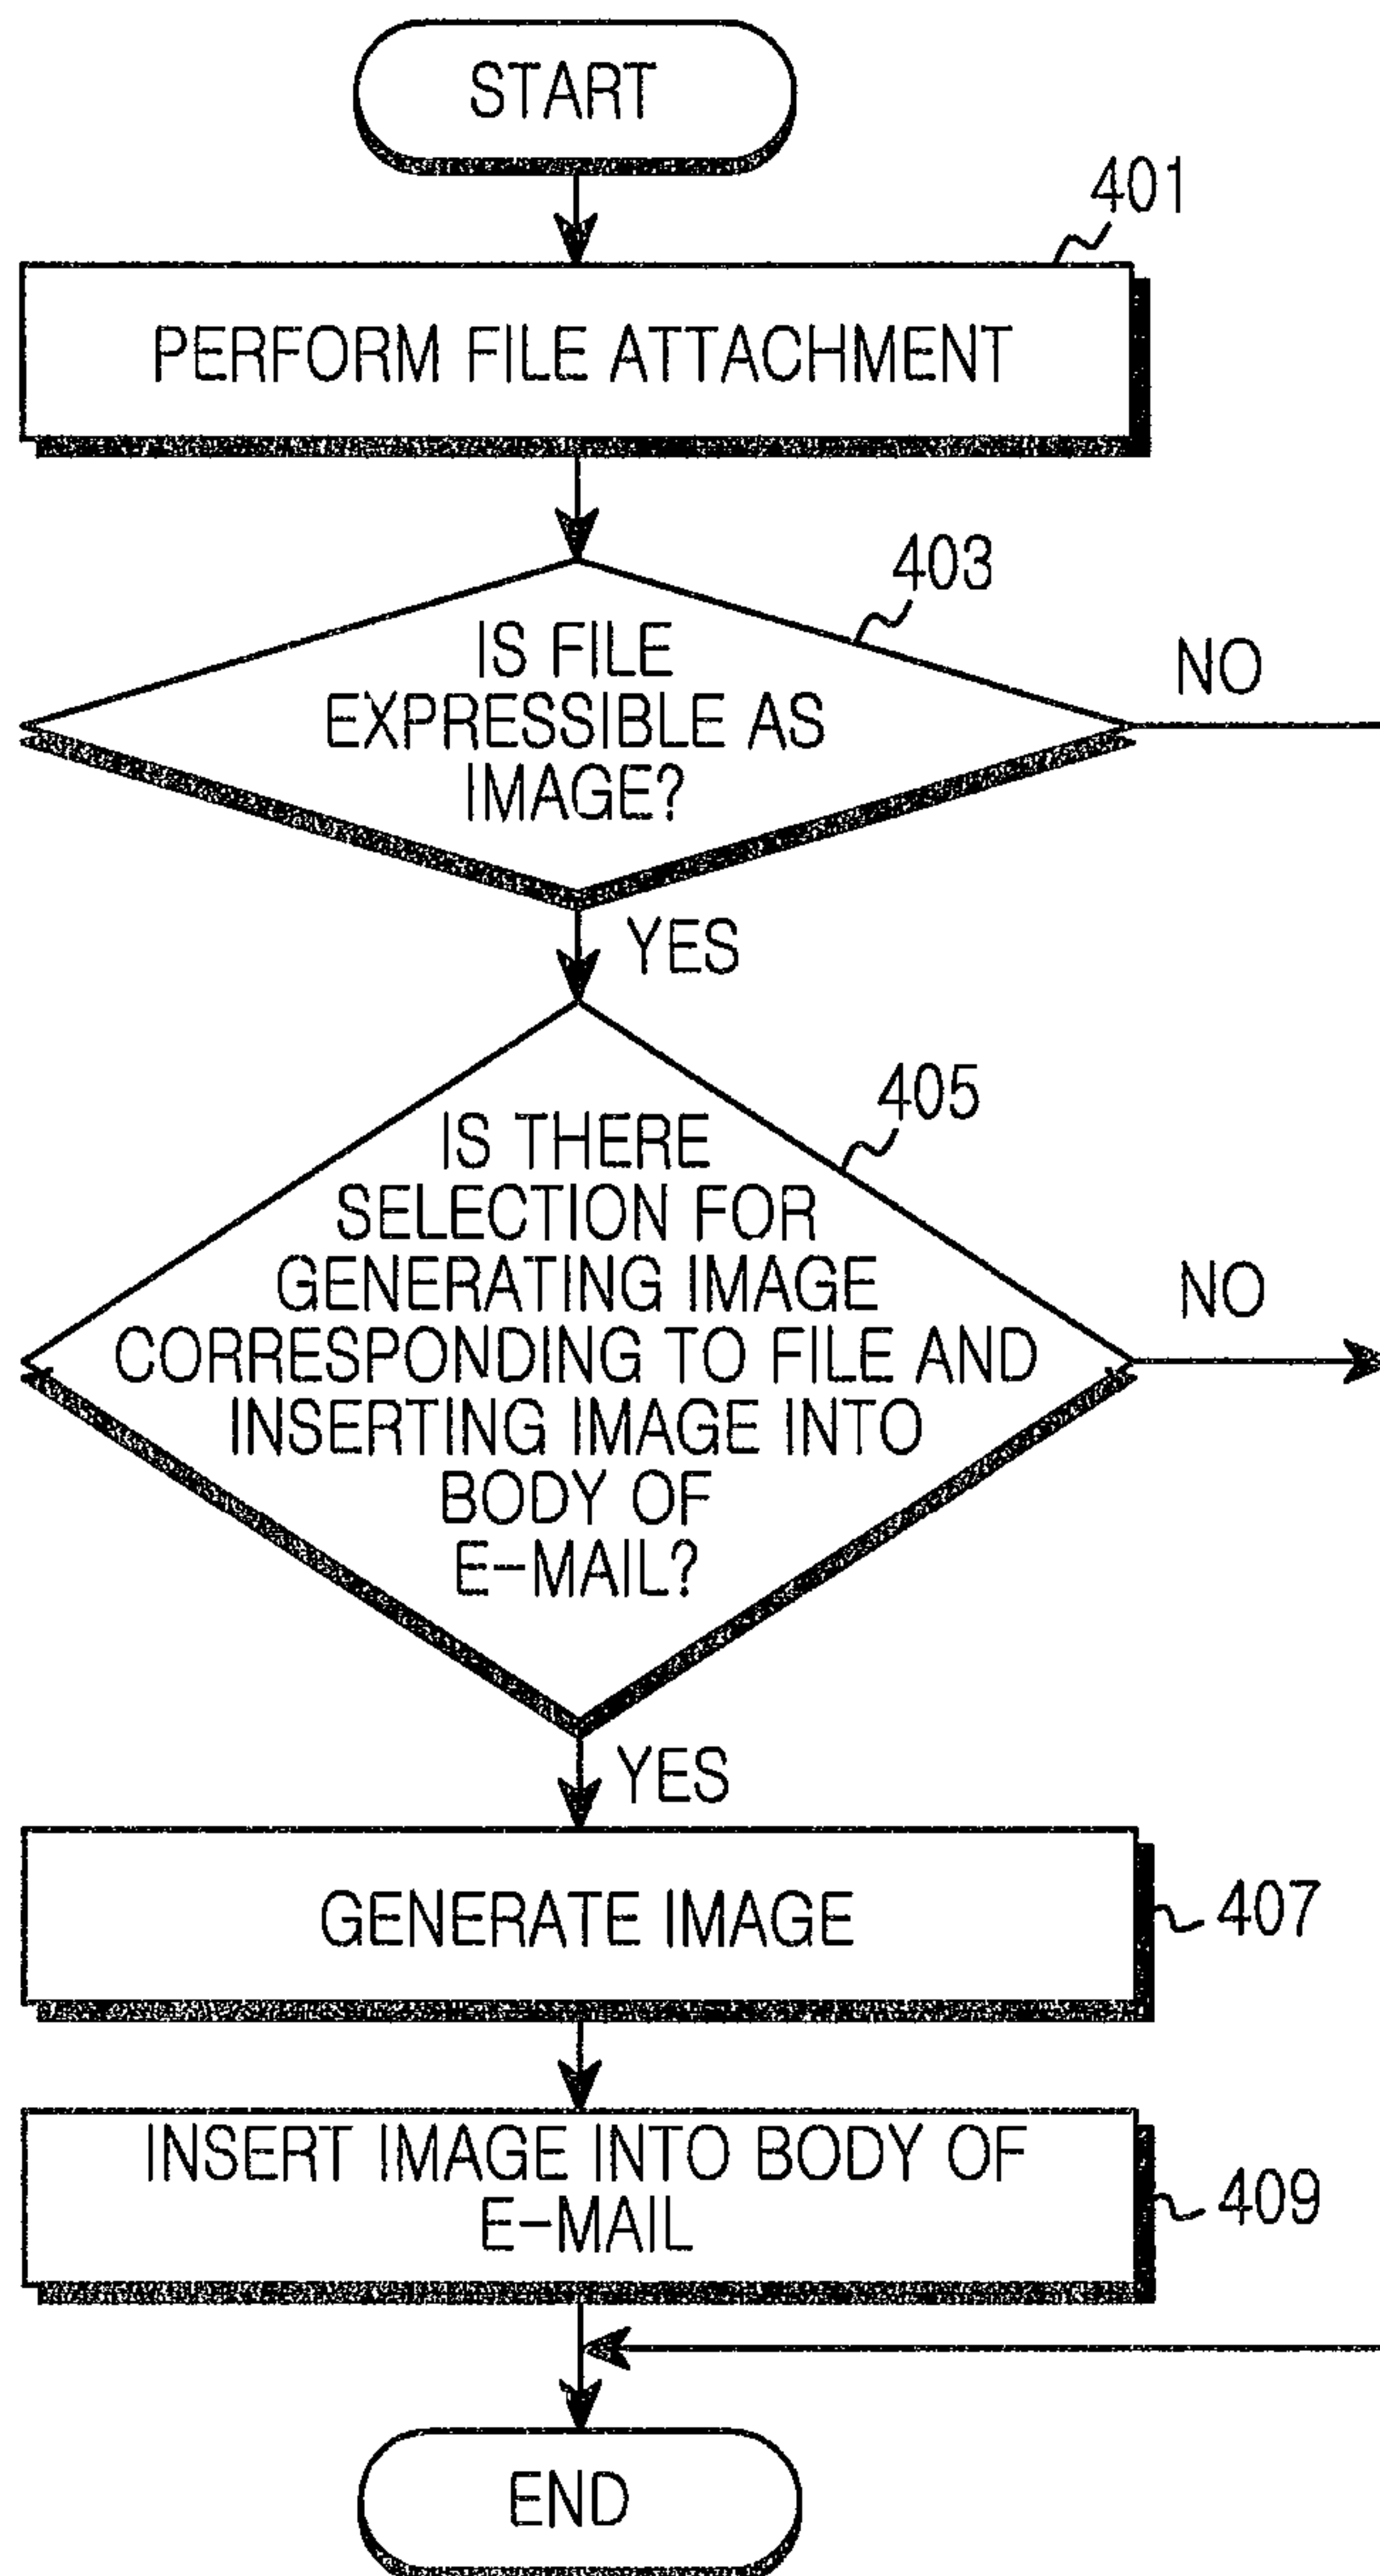 START
401
PERFORM FILE ATTACHMENT
403
IS FILE
EXPRESSIBLE AS
IMAGE?
NO
YES
405
IS THERE
SELECTION FOR
GENERATING IMAGE
CORRESPONDING TO FILE AND
INSERTING IMAGE INTO
BODY OF
E-MAIL?
NO
YES
GENERATE IMAGE
407
INSERT IMAGE INTO BODY OF
E-MAIL
409
END